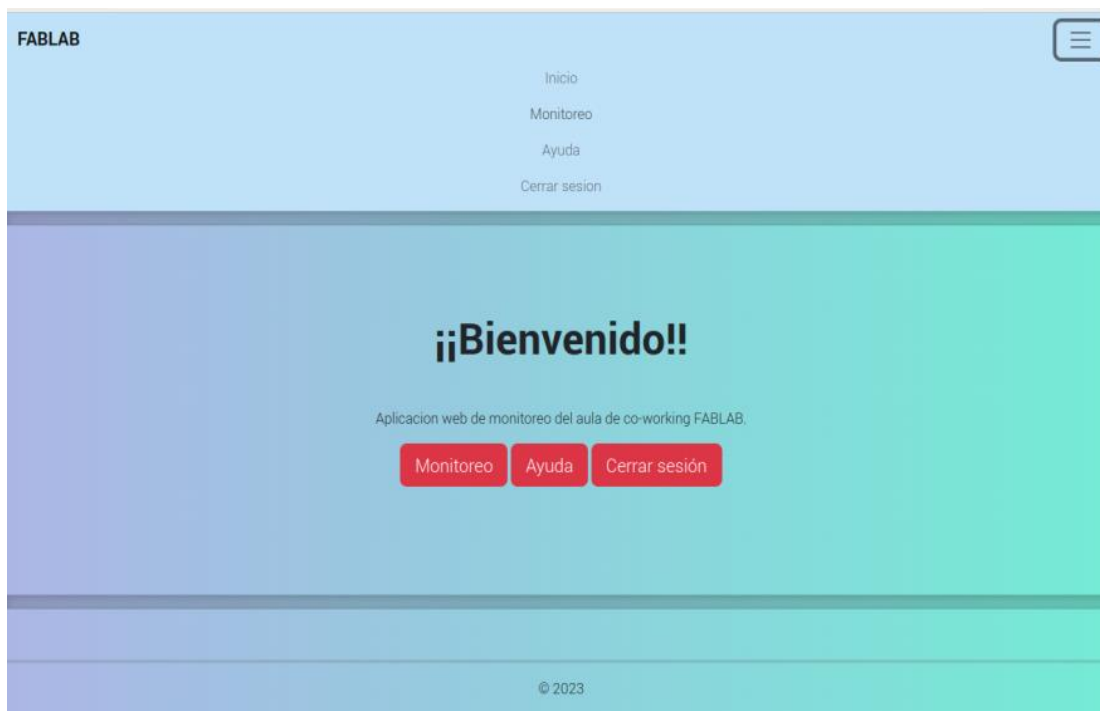 FABLAB
Inicio
Monitoreo
Ayuda
Cerrar sesion
¡¡Bienvenido!!
Aplicacion web de monitoreo del aula de co-working FABLAB.
Monitoreo Ayuda Cerrar sesión
© 2023